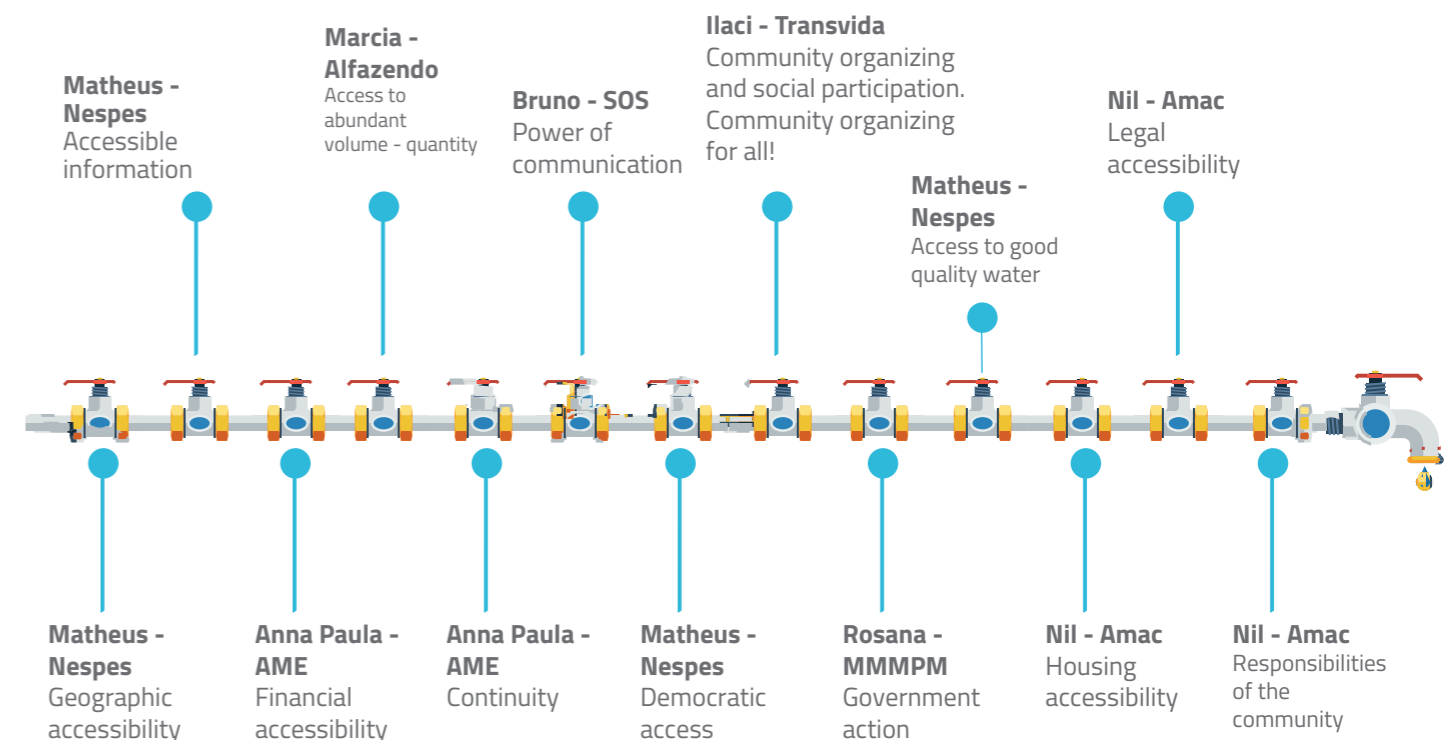 Matheus -
Nespes
Accessible
information
Marcia -
Alfazendo
Access to
abundant
volume - quantity
Bruno - SOS
Power of
communication
Ilaci - Transvida
Community organizing
and social participation.
Community organizing
for all!
Matheus -
Nespes
Access to good
quality water
Nil - Amac
Legal
accessibility
Matheus -
Nespes
Geographic
accessibility
Anna Paula -
AME
Financial
accessibility
Anna Paula -
AME
Continuity
Matheus -
Nespes
Democratic
access
Rosana -
MMMPM
Government
action
Nil - Amac
Housing
accessibility
Nil - Amac
Responsibilities
of the
community